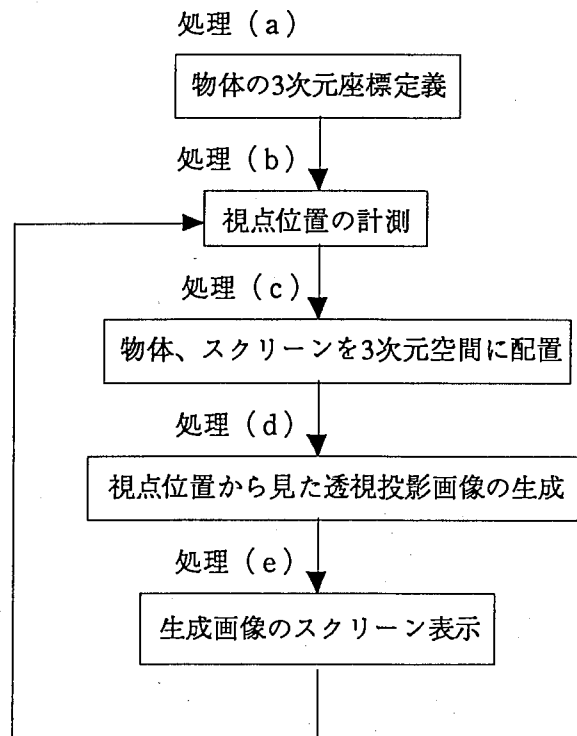 処理（a）
物体の3次元座標定義
処理（b）
視点位置の計測
処理（c）
物体、スクリーンを3次元空間に配置
処理（d）
視点位置から見た透視投影画像の生成
処理（e）
生成画像のスクリーン表示